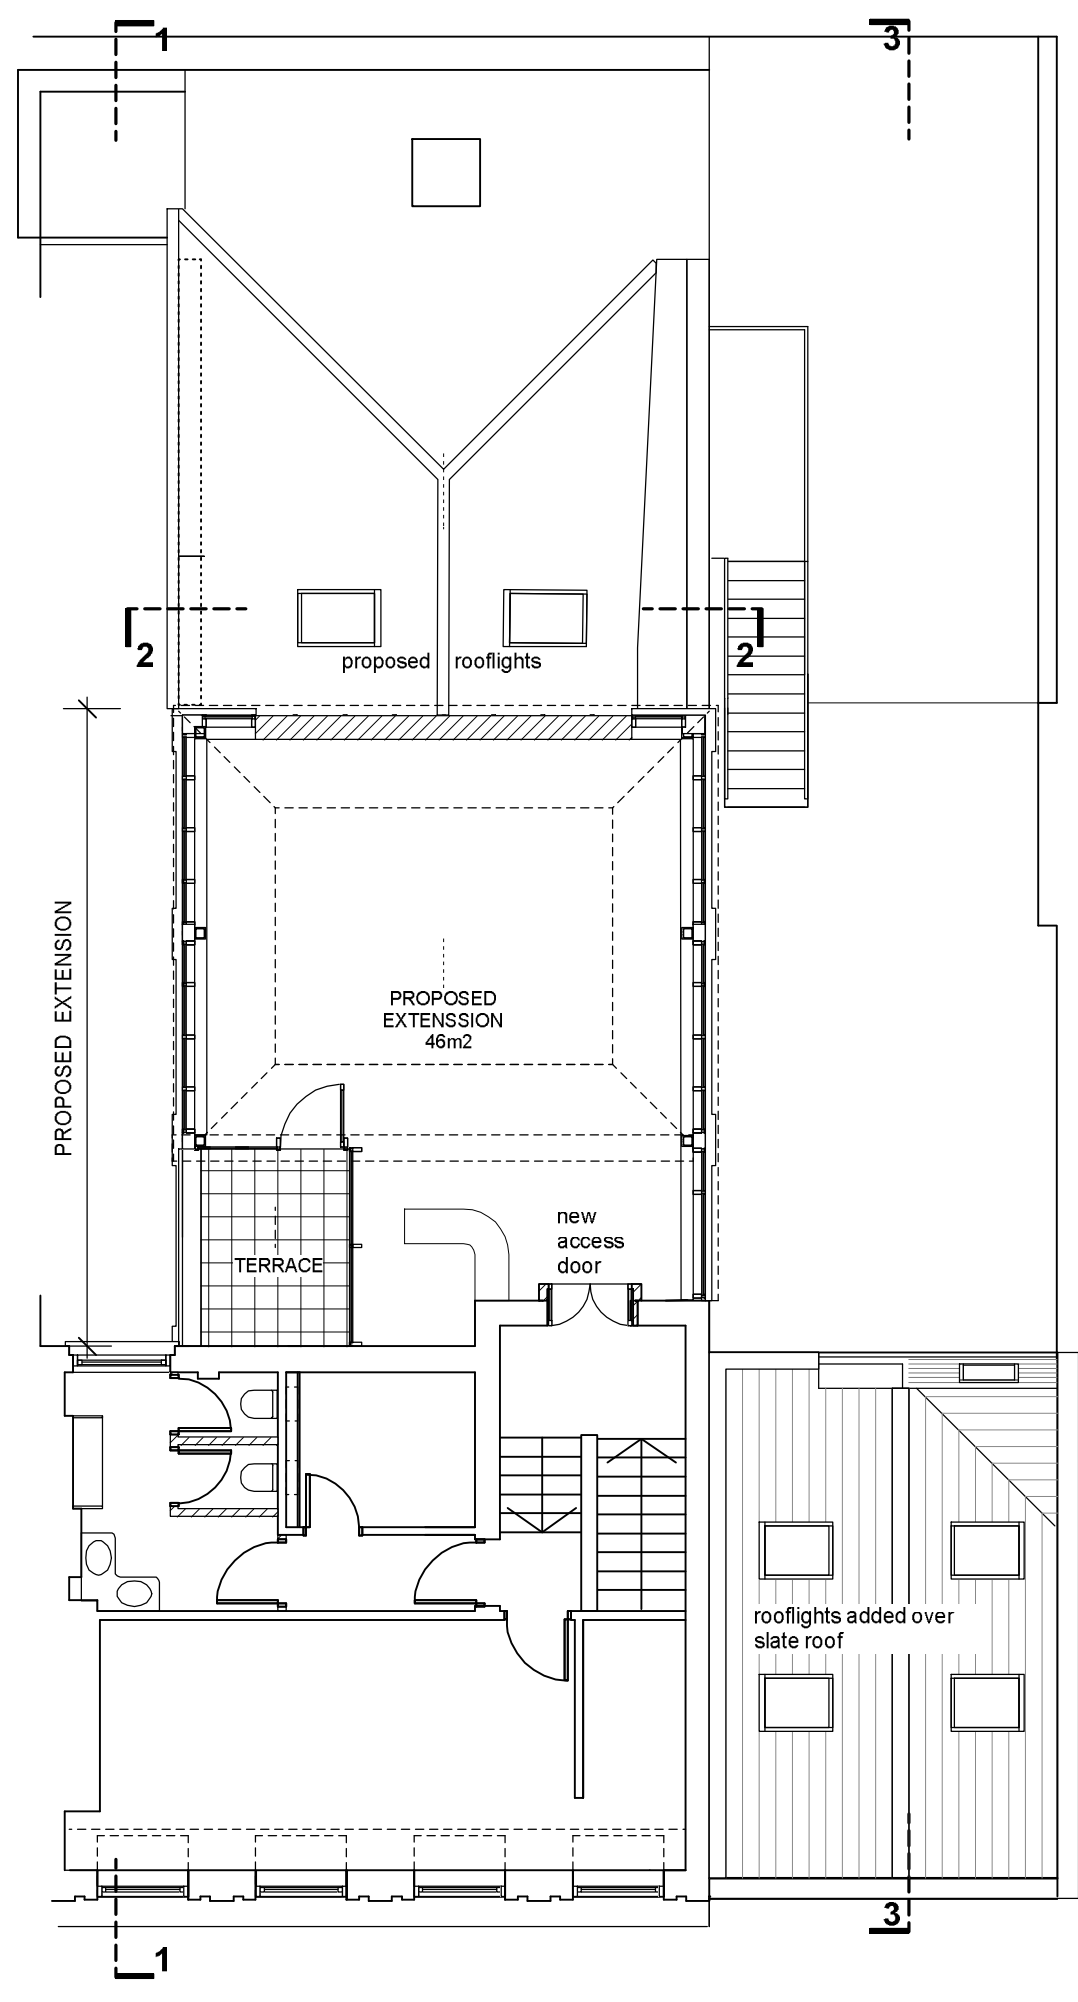 1
3
2
2
proposed rooflights
PROPOSED EXTENSION
PROPOSED
EXTENSSION
46m2
new
access
door
TERRACE
rooflights added over
slate roof
3
1